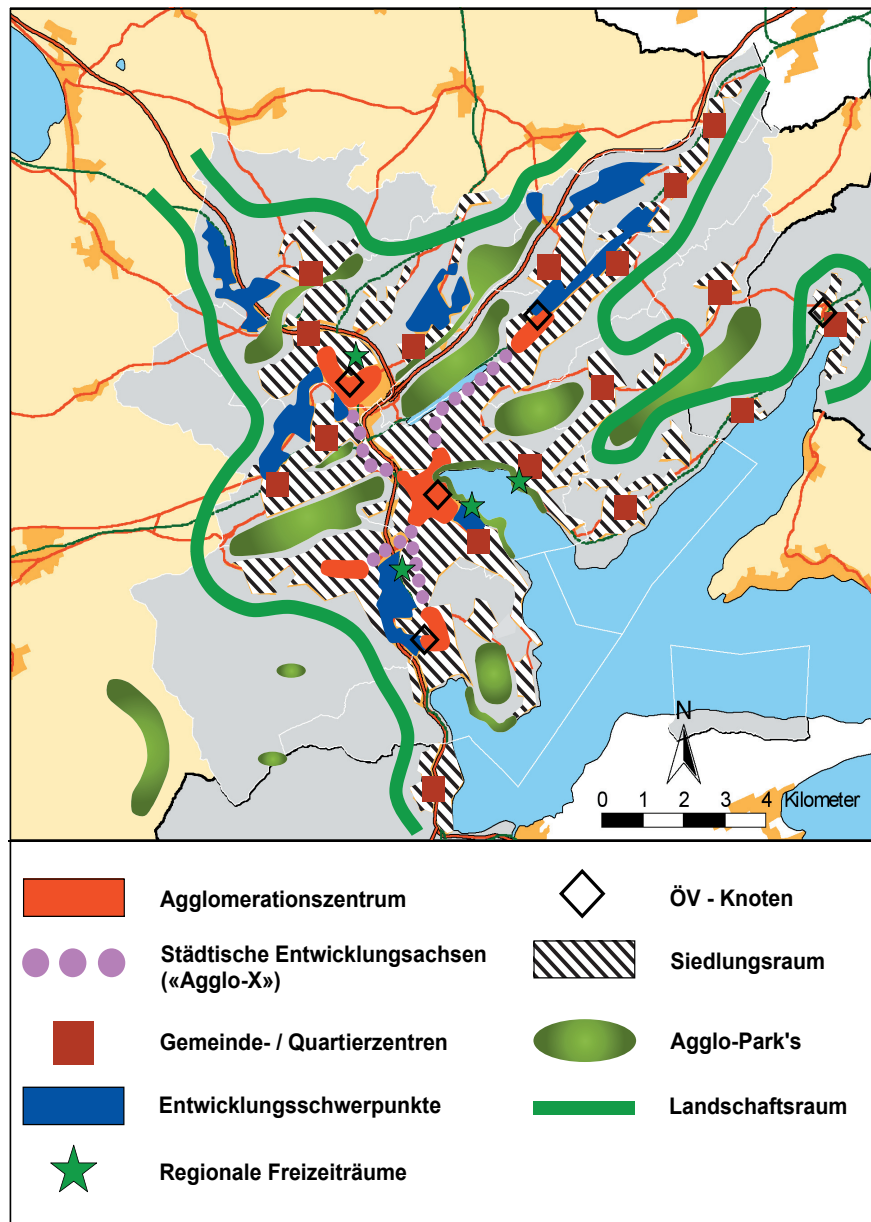 N
0 1 2 3 4 Kilometer
Agglomerationszentrum
Städtische Entwicklungsachsen
(«Agglo-X»)
Gemeinde- / Quartierzentren
Entwicklungsschwerpunkte
Regionale Freizeiträume
ÖV - Knoten
Siedlungsraum
Agglo-Park's
Landschaftsraum